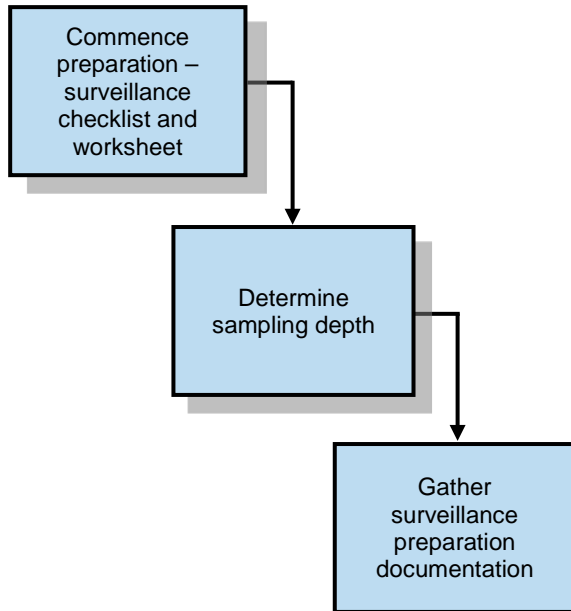 Commence
preparation –
surveillance
checklist and
worksheet
Determine
sampling depth
Gather
surveillance
preparation
documentation